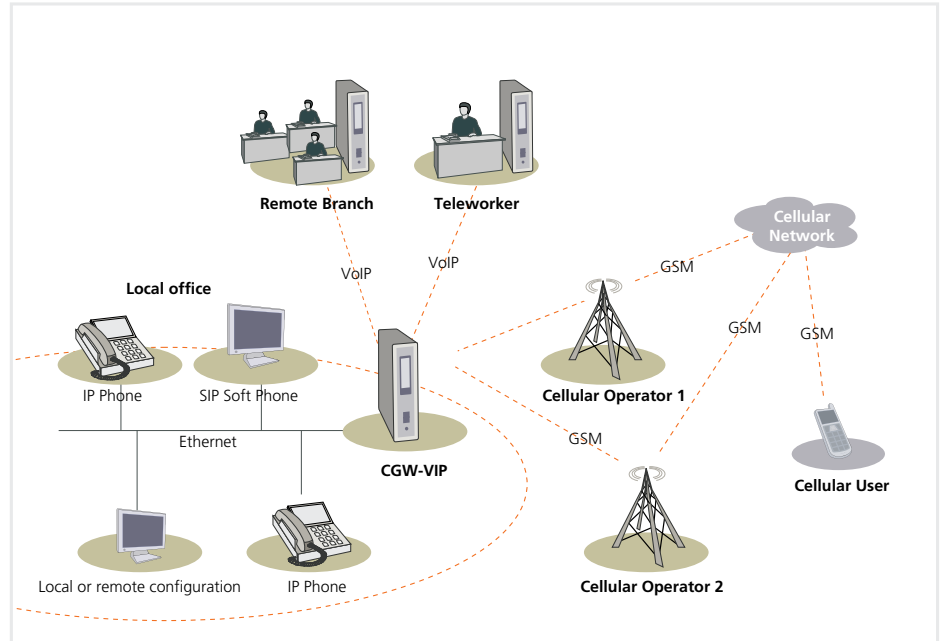 Remote Branch
Teleworker
Cellular
Network
VoIP
VoIP
GSM
Local office
GSM
GSM
IP Phone
SIP Soft Phone
Cellular Operator 1
Ethernet
GSM
CGW-VIP
Cellular User
Local or remote configuration
IP Phone
Cellular Operator 2